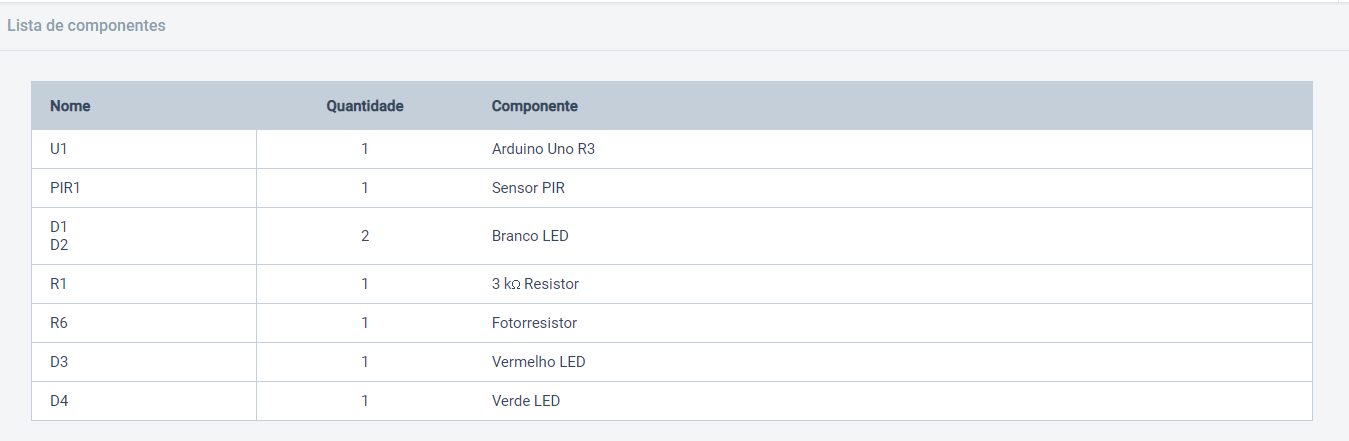 Lista de componentes
Nome Quantidade Componente
U1 1 Arduino Uno R3
PIR1 1 Sensor PIR
D1
D2 2 Branco LED
R1 1 3 kΩ Resistor
R6 1 Fotorresistor
D3 1 Vermelho LED
D4 1 Verde LED